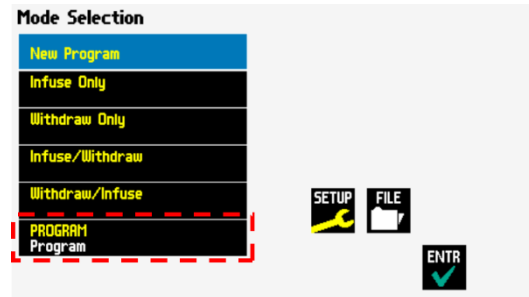 Mode Selection
New Program
Infuse Only
Withdraw Only
Infuse/Withdraw
Withdraw/Infuse
PROGRAM
Program
SETUP
FILE
ENTR